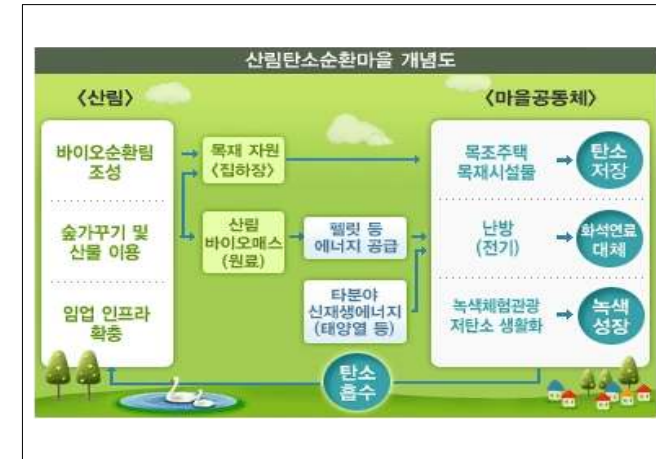 산림탄소순환마을 개념도
<산림>
<마을공동체>
바이오순환림
조성
숲가꾸기 및
산물 이용
임업 인프라
확충
목재 자원
<집하장>
산림
바이오매스
(원료)
펠릿 등
에너지 공급
타분야
신재생에너지
(태양열 등)
목조주택
목재시설물
난방
(전기)
녹색체험관광
저탄소 생활화
탄소
저장
화석연료
대체
녹색
성장
탄소
흡수